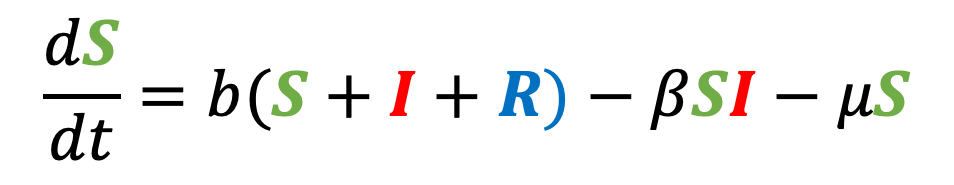 dS/dt = b(S + I + R) − βSI − μS